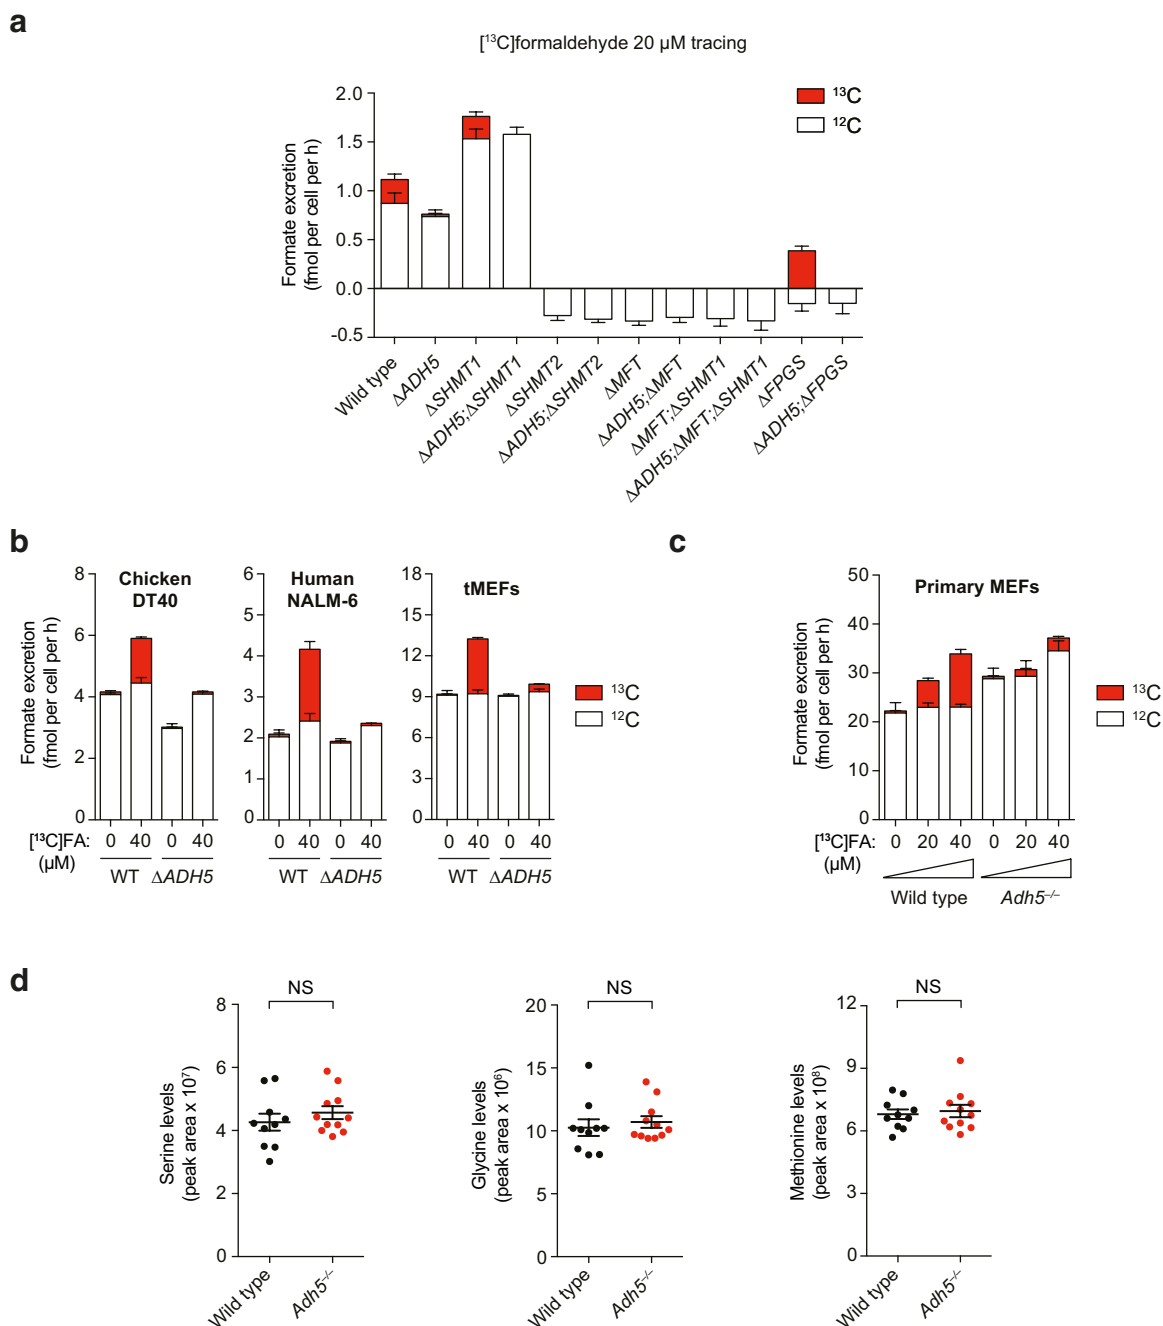 a
[¹³C]formaldehyde 20 µM tracing
¹³C
¹²C
Formate excretion
(fmol per cell per h)
2.0
1.5
1.0
0.5
0.0
-0.5
Wild type
ΔADH5
ΔSHMT1
ΔADH5;ΔSHMT1
ΔSHMT2
ΔADH5;ΔSHMT2
ΔMFT
ΔADH5;ΔMFT
ΔMFT;ΔSHMT1
ΔADH5;ΔMFT;ΔSHMT1
ΔFPGS
ΔADH5;ΔFPGS
b
Chicken
DT40
Formate excretion
(fmol per cell per h)
8
6
4
2
0
Human
NALM-6
6
5
4
3
2
1
0
tMEFs
18
15
12
9
6
3
0
¹³C
¹²C
[¹³C]FA: 0 40 0 40 0 40 0 40 0 40 0 40
(µM)
WT ΔADH5 WT ΔADH5 WT ΔADH5
c
Primary MEFs
Formate excretion
(fmol per cell per h)
50
40
30
20
10
0
¹³C
¹²C
[¹³C]FA: 0 20 40 0 20 40
(µM)
Wild type Adh5⁻/⁻
d
NS
Serine levels
(peak area x 10⁷)
8
6
4
2
0
Wild type
Adh5⁻/⁻
NS
Glycine levels
(peak area x 10⁶)
20
15
10
5
0
Wild type
Adh5⁻/⁻
NS
Methionine levels
(peak area x 10⁸)
12
9
6
3
0
Wild type
Adh5⁻/⁻